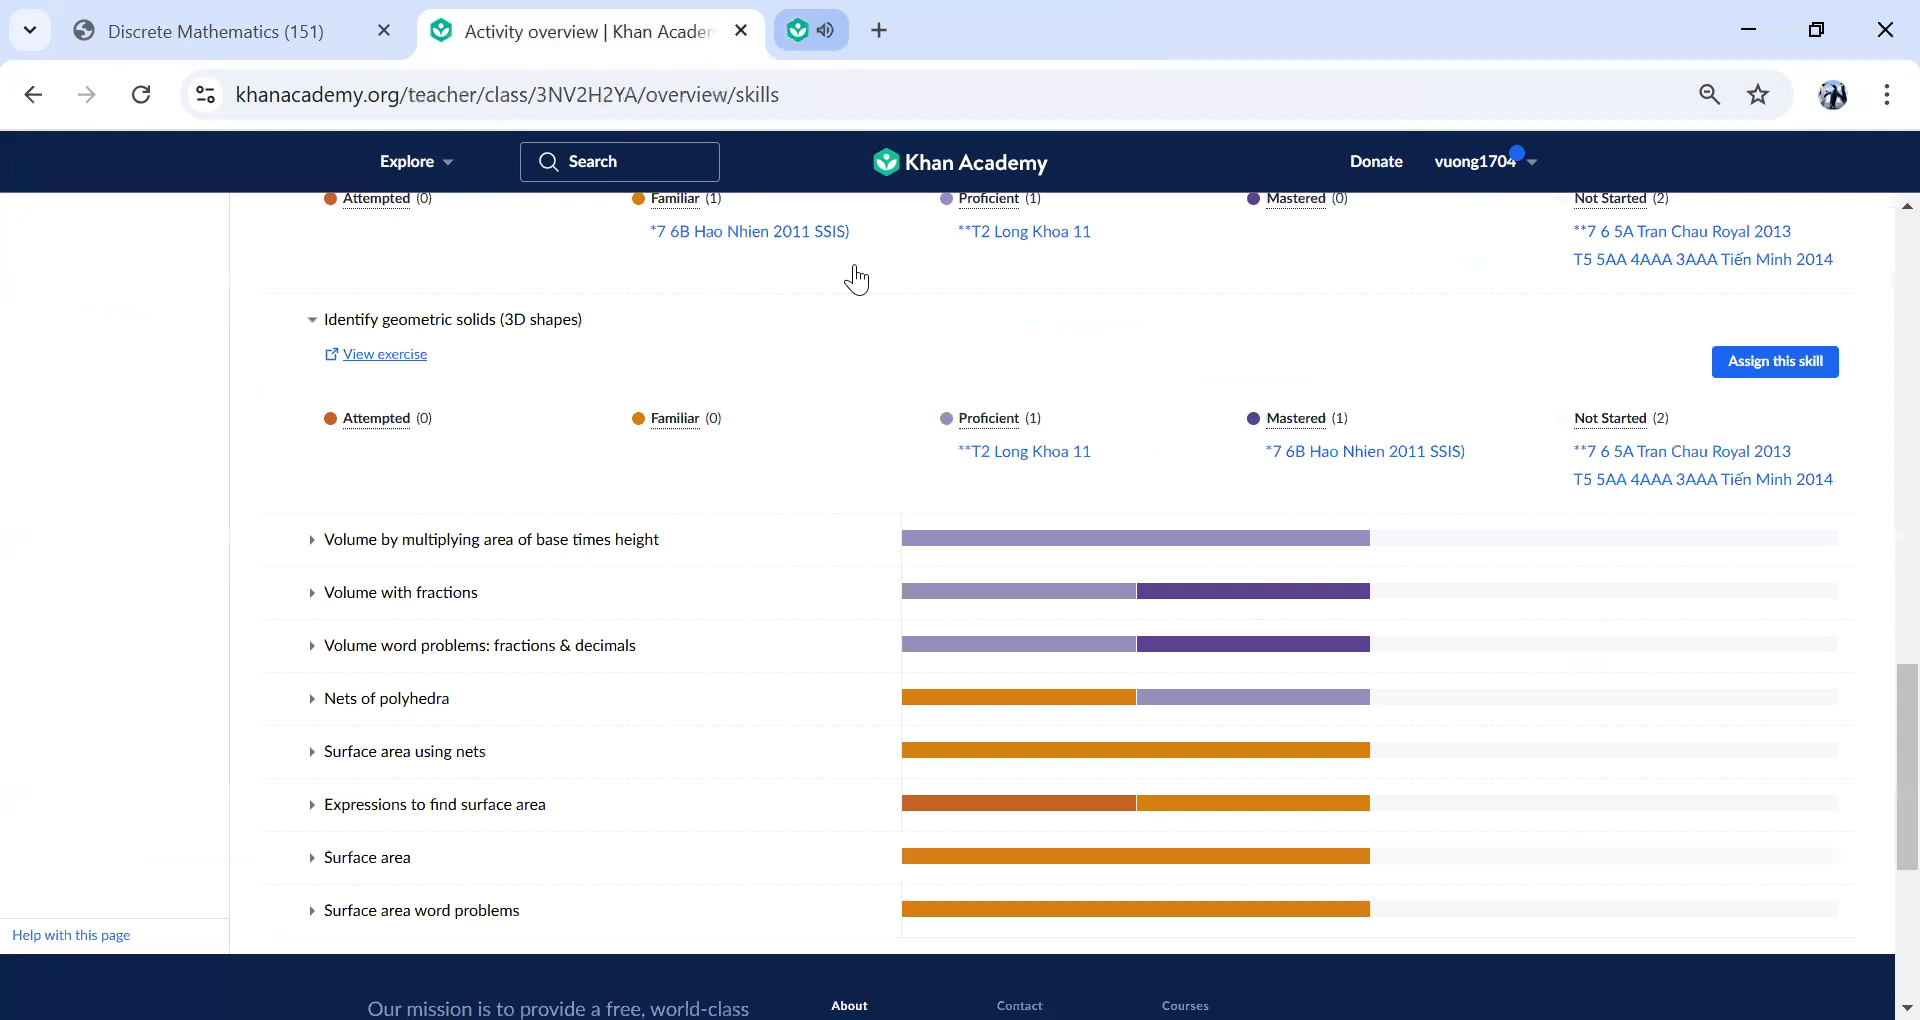 Discrete Mathematics (151)
Activity overview | Khan Acader
khanacademy.org/teacher/class/3NV2H2YA/overview/skills
Explore
Search
Khan Academy
Donate
vuong1704
Attempted (0)
Familiar (1)
Proficient (1)
Mastered (0)
Not Started (2)
*7 6B Hao Nhien 2011 SSIS)
**T2 Long Khoa 11
**7 6 5A Tran Chau Royal 2013
T5 5AA 4AAA 3AAA Tiến Minh 2014
Identify geometric solids (3D shapes)
View exercise
Assign this skill
Attempted (0)
Familiar (0)
Proficient (1)
Mastered (1)
Not Started (2)
**T2 Long Khoa 11
*7 6B Hao Nhien 2011 SSIS)
**7 6 5A Tran Chau Royal 2013
T5 5AA 4AAA 3AAA Tiến Minh 2014
Volume by multiplying area of base times height
Volume with fractions
Volume word problems: fractions & decimals
Nets of polyhedra
Surface area using nets
Expressions to find surface area
Surface area
Surface area word problems
Help with this page
Our mission is to provide a free, world-class
About
Contact
Courses